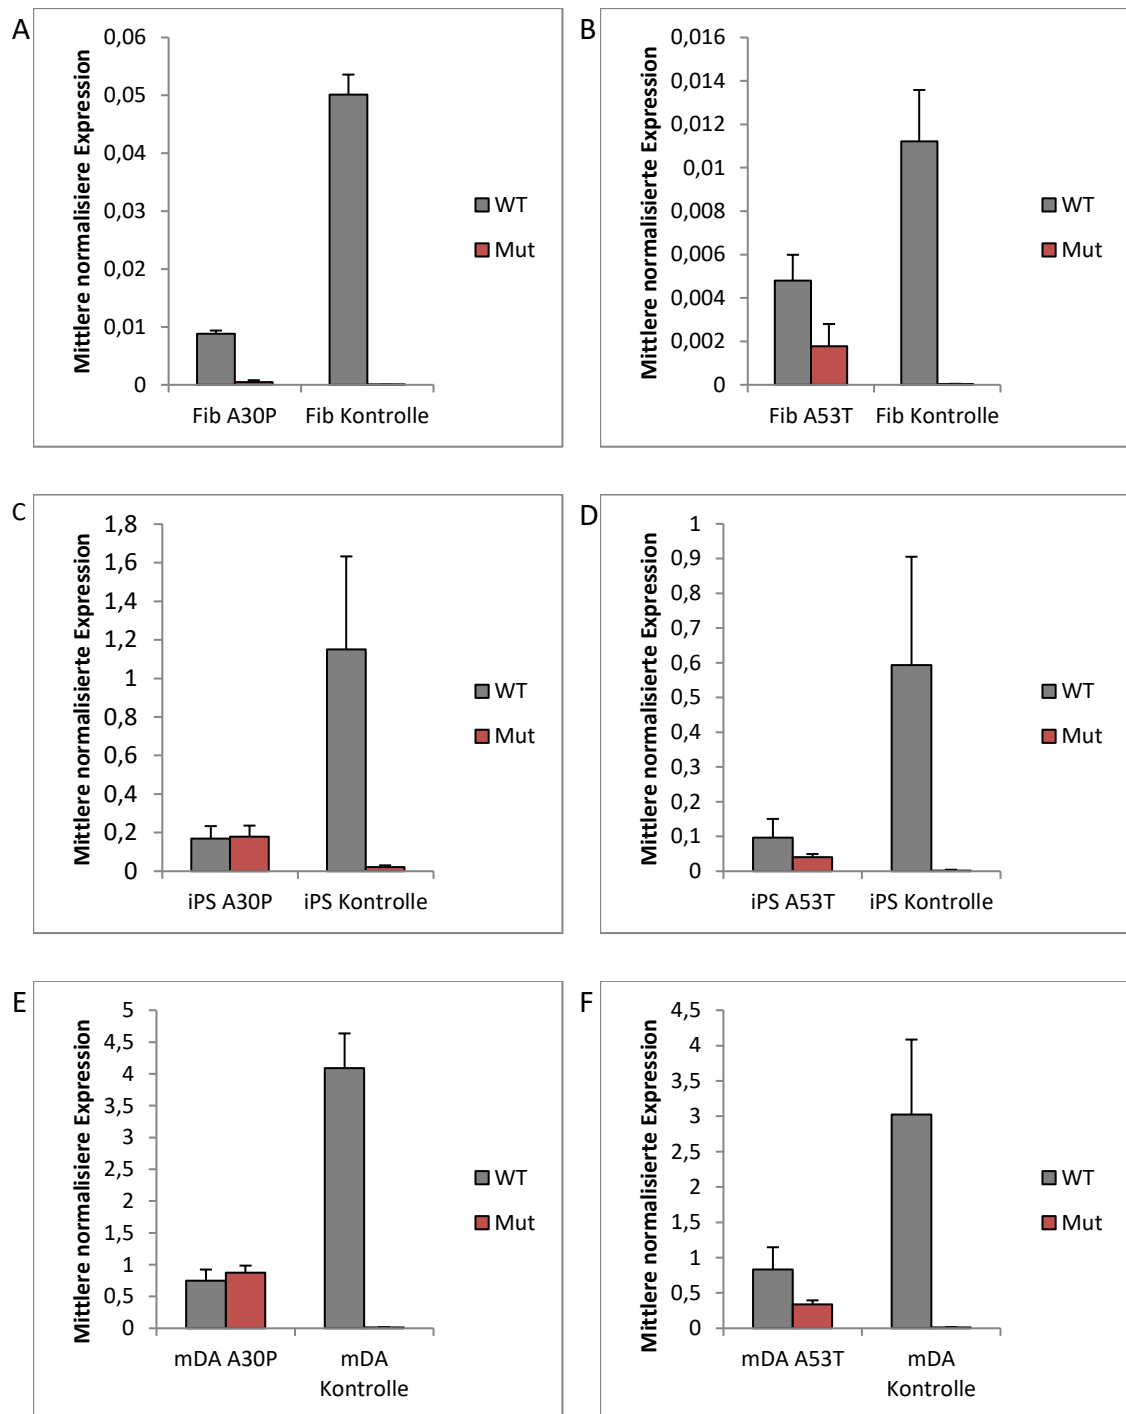 A
Mittlere normalisiere Expression
0,06
0,05
0,04
0,03
0,02
0,01
0
Fib A30P Fib Kontrolle
WT
Mut
B
Mittlere normalisierte Expression
0,016
0,014
0,012
0,01
0,008
0,006
0,004
0,002
0
Fib A53T Fib Kontrolle
WT
Mut
C
Mittlere normalisierte Expression
1,8
1,6
1,4
1,2
1
0,8
0,6
0,4
0,2
0
iPS A30P iPS Kontrolle
WT
Mut
D
Mittlere normalisierte Expression
1
0,9
0,8
0,7
0,6
0,5
0,4
0,3
0,2
0,1
0
iPS A53T iPS Kontrolle
WT
Mut
E
Mittlere normalisiere Expression
5
4,5
4
3,5
3
2,5
2
1,5
1
0,5
0
mDA A30P mDA
Kontrolle
WT
Mut
F
Mittlere normalisierte Expression
4,5
4
3,5
3
2,5
2
1,5
1
0,5
0
mDA A53T mDA
Kontrolle
WT
Mut